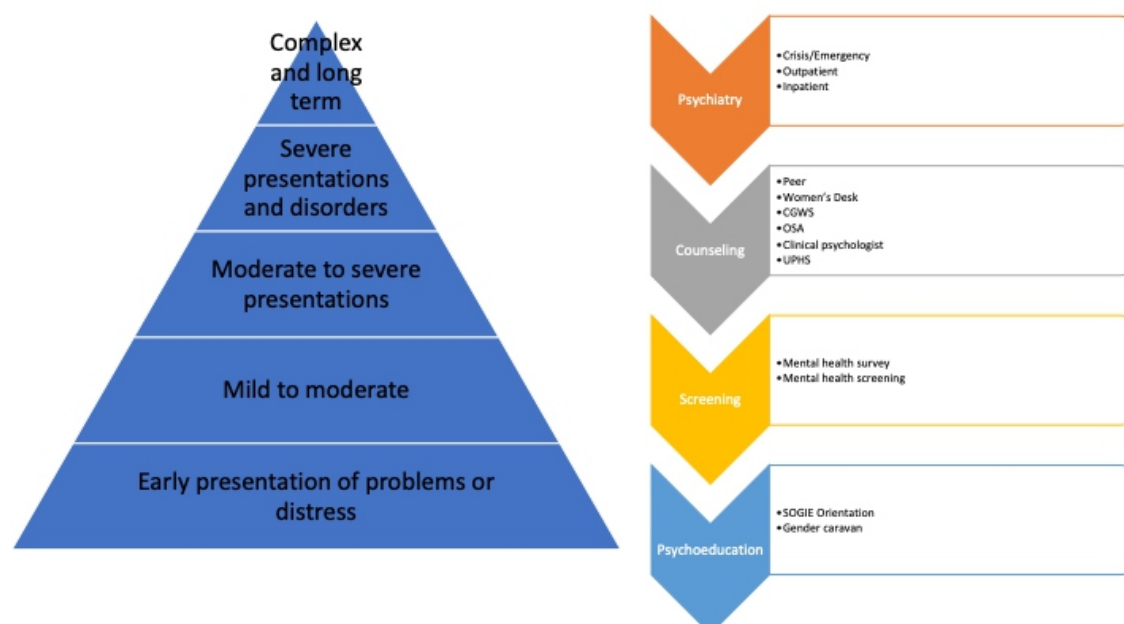 Complex
and long
term
Severe
presentations
and disorders
Moderate to severe
presentations
Mild to moderate
Early presentation of problems or
distress
Psychiatry
•Crisis/Emergency
•Outpatient
•Inpatient
Counseling
•Peer
•Women's Desk
•CGWS
•OSA
•Clinical psychologist
•UPHS
Screening
•Mental health survey
•Mental health screening
Psychoeducation
•SOGIE Orientation
•Gender caravan